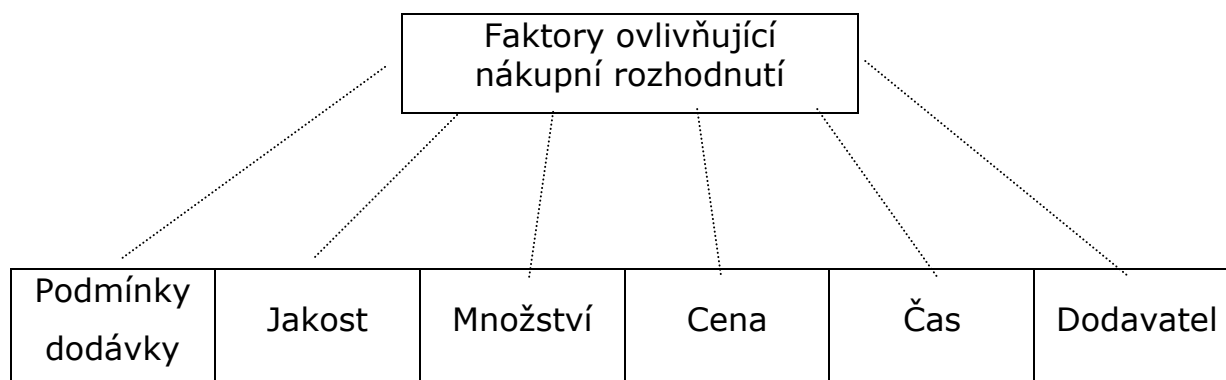 Faktory ovlivňující
nákupní rozhodnutí
Podmínky
dodávky
Jakost
Množství
Cena
Čas
Dodavatel